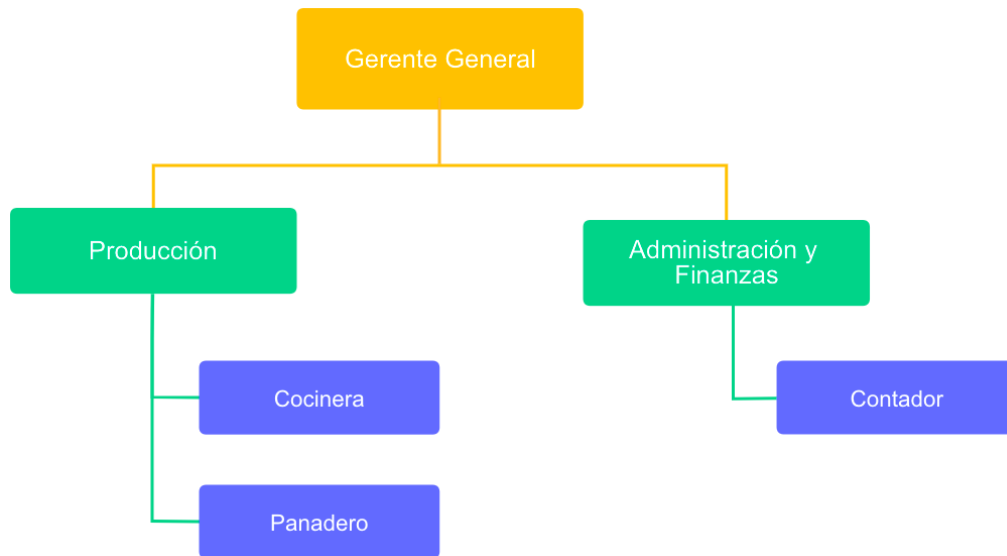 Gerente General
Producción
Administración y
Finanzas
Cocinera
Contador
Panadero